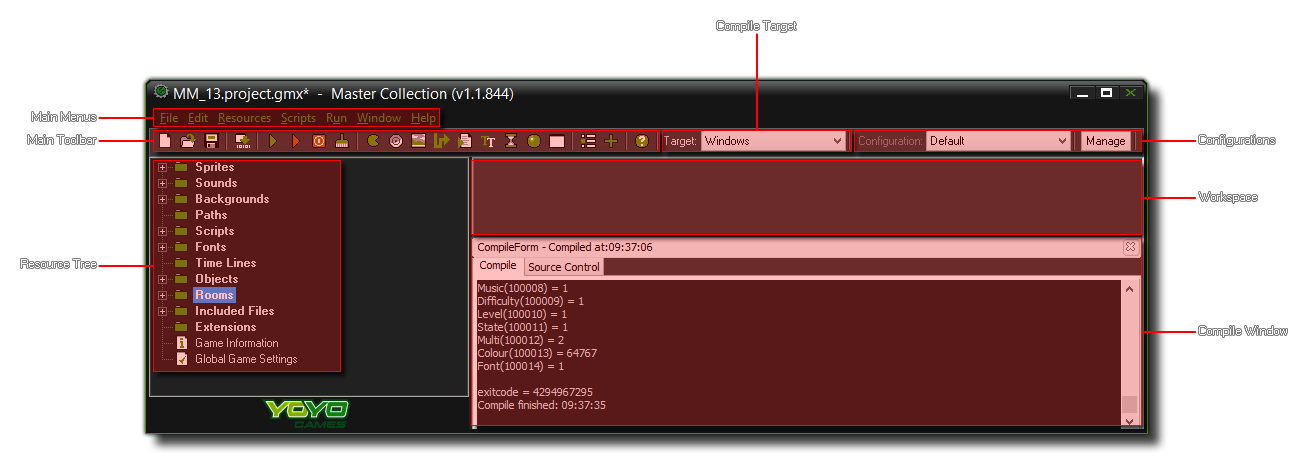 Compile Target
MM_13.project.gmx* - Master Collection (v1.1.844)
Main Menus
File Edit Resources Scripts Run Window Help
Main Toolbar
Target: Windows
Configuration: Default
Manage
Configurations
Sprites
Sounds
Backgrounds
Paths
Scripts
Fonts
Time Lines
Objects
Rooms
Included Files
Extensions
Game Information
Global Game Settings
Resource Tree
Workspace
CompileForm - Compiled at:09:37:06
Compile Source Control
Music(100008) = 1
Difficulty(100009) = 1
Level(100010) = 1
State(100011) = 1
Multi(100012) = 2
Colour(100013) = 64767
Font(100014) = 1
exitcode = 4294967295
Compile finished: 09:37:35
Compile Window
YOYO
GAMES